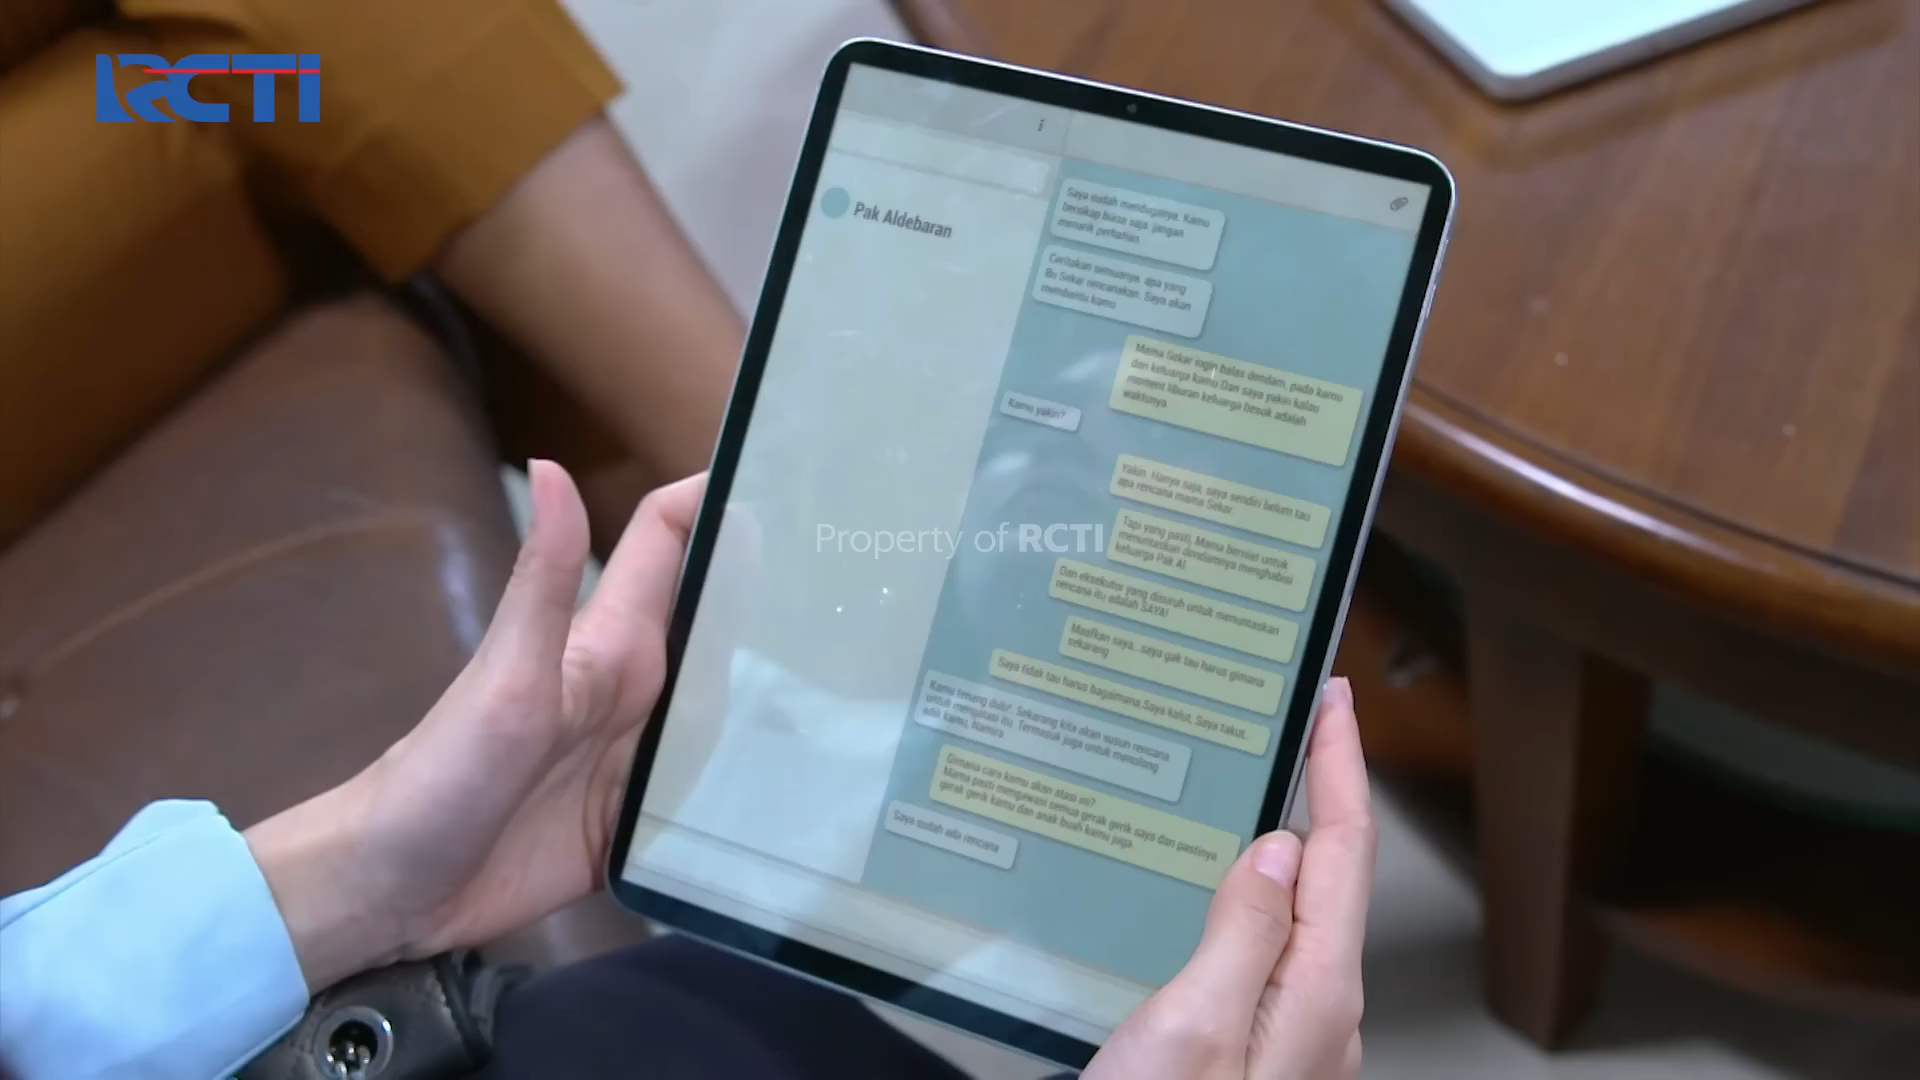 RCTI
Pak Aldebaran
Saya sudah menduganya. Kamu
bersikap biasa saja. jangan
menarik perhatian.
Ceritakan semuanya. apa yang
Bu Sekar rencanakan. Saya akan
membantu kamu
Mama Sekar ingin balas dendam, pada kamu
dan keluarga kamu Dan saya yakin kalau
moment liburan keluarga besok adalah
waktunya.
Kamu yakin?
Yakin. Hanya saja, saya sendiri belum tau
apa rencana mama Sekar
Tapi yang pasti, Mama berniat untuk
menuntaskan dendamnya menghabisi
keluarga Pak Al.
Property of RCTI
Dan eksekutor yang disuruh untuk menuntaskan
rencana itu adalah SAYA!
Maafkan saya.. saya gak tau harus gimana
sekarang
Saya tidak tau harus bagaimana.Saya kalut, Saya takut..
Kamu tenang dulu!. Sekarang kita akan susun rencana
untuk mengatasi itu. Termasuk juga untuk menolong
adik kamu, Namira
Gimana cara kamu akan atasi ini?
Mama pasti mengawasi semua gerak gerik saya dan pastinya
gerak gerik kamu dan anak buah kamu juga.
Saya sudah ada rencana